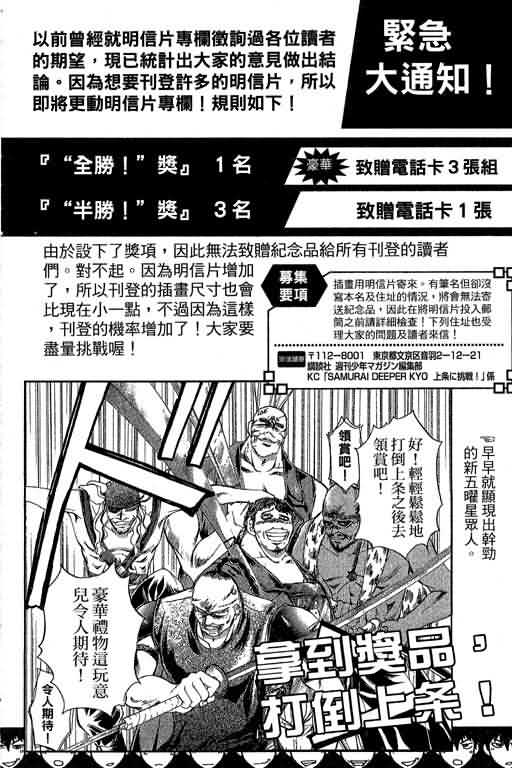 緊急
大通知！
以前曾經就明信片專欄徵詢過各位讀者
的期望，現已統計出大家的意見做出結
論。因為想要刊登許多的明信片，所以
即將更動明信片專欄！規則如下！
『“全勝！”獎』 1名
豪華
致贈電話卡3張組
『“半勝！”獎』 3名
致贈電話卡1張
由於設下了獎項，因此無法致贈紀念品給所有刊登的讀者
們。對不起。因為明信片增加
了，所以刊登的插畫尺寸也會
比現在小一點，不過因為這樣
，刊登的機率增加了！大家要
盡量挑戰喔！
募集
要項
插畫用明信片寄來。有筆名但卻沒
寫本名及住址的情況，將會無法寄
送紀念品，因此在將明信片投入郵
筒之前請詳細檢查！下列住址也受
理大家的問題及讀者來信！
〒112–8001 東京都文京区音羽2–12–21
講談社 週刊少年マガジン編集部
KC「SAMURAI DEEPER KYO 上条に挑戦！」係
早早就顯現出幹勁
的新五曜星眾人。
好！輕輕鬆鬆地
打倒上条之後去
領賞吧！
領賞吧！
豪華禮物這玩意
兒令人期待！
令人期待！
拿到獎品，
打倒上条！